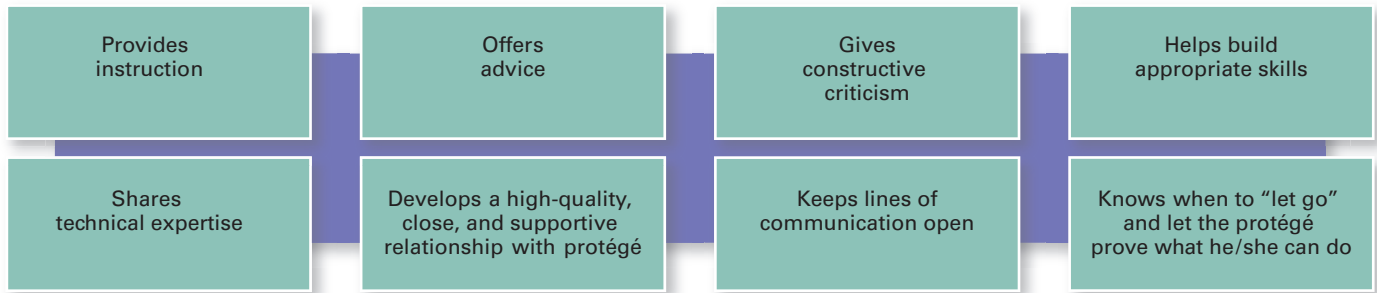 Provides
instruction
Offers
advice
Gives
constructive
criticism
Helps build
appropriate skills
Shares
technical expertise
Develops a high-quality,
close, and supportive
relationship with protégé
Keeps lines of
communication open
Knows when to “let go”
and let the protégé
prove what he/she can do